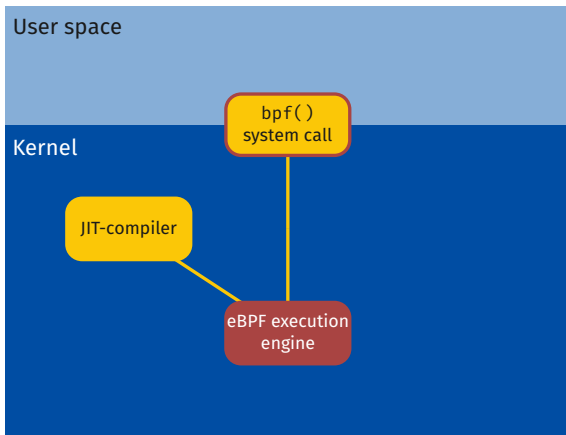 User space
bpf()
system call
Kernel
JIT-compiler
eBPF execution
engine